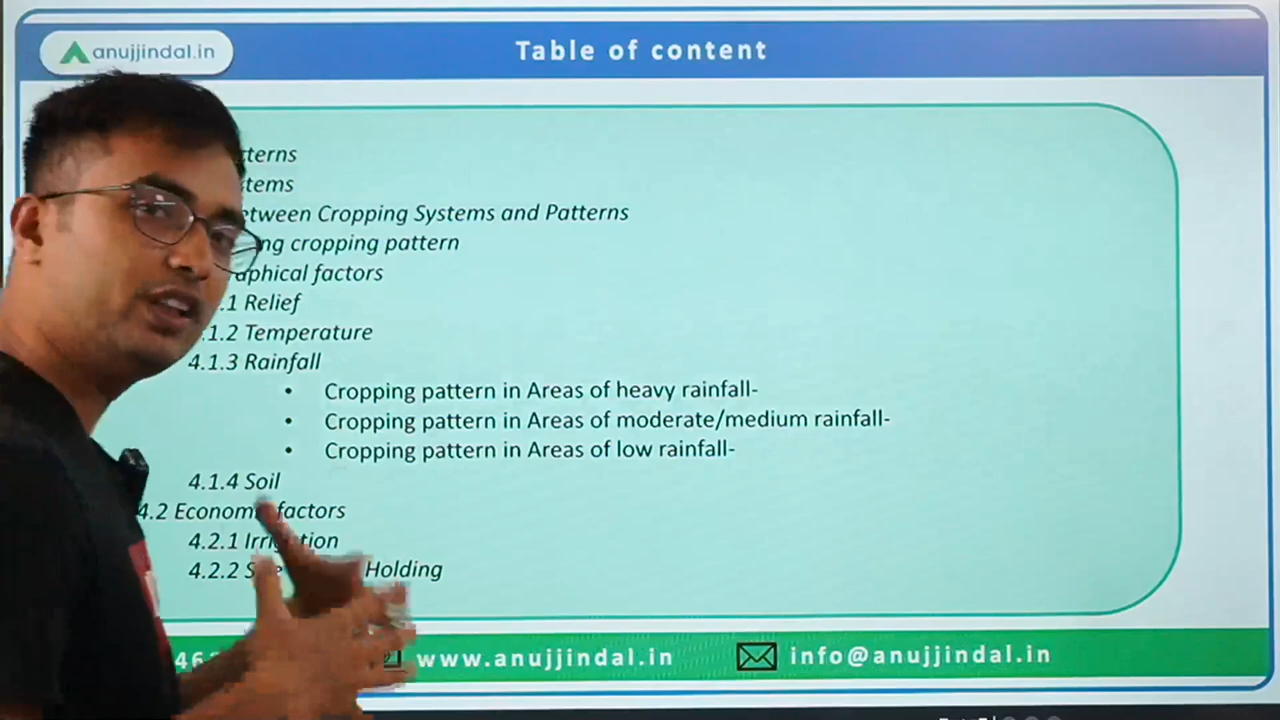 anujjindal.in
Table of content
terns
stems
etween Cropping Systems and Patterns
ng cropping pattern
aphical factors
.1 Relief
.1.2 Temperature
4.1.3 Rainfall
• Cropping pattern in Areas of heavy rainfall-
• Cropping pattern in Areas of moderate/medium rainfall-
• Cropping pattern in Areas of low rainfall-
4.1.4 Soil
4.2 Econom factors
4.2.1 Irrigation
4.2.2 Holding
www.anujjindal.in
info@anujjindal.in